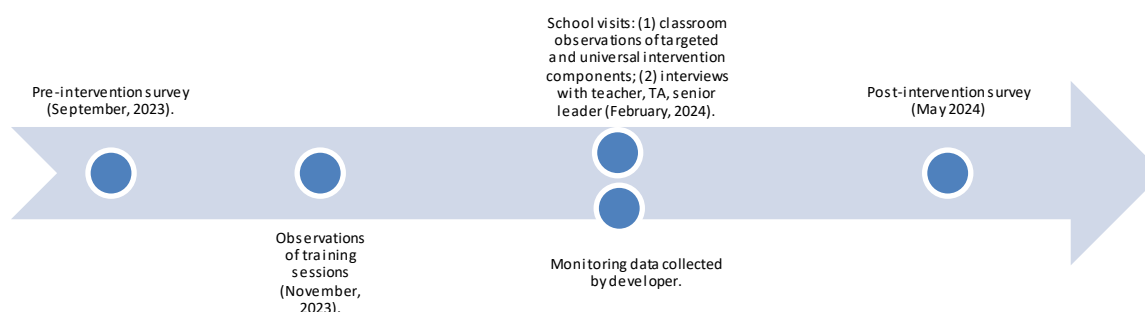 Pre-intervention survey
(September, 2023).
Observations
of training
sessions
(November,
2023).
School visits: (1) classroom
observations of targeted
and universal intervention
components; (2) interviews
with teacher, TA, senior
leader (February, 2024).
Monitoring data collected
by developer.
Post-intervention survey
(May 2024)